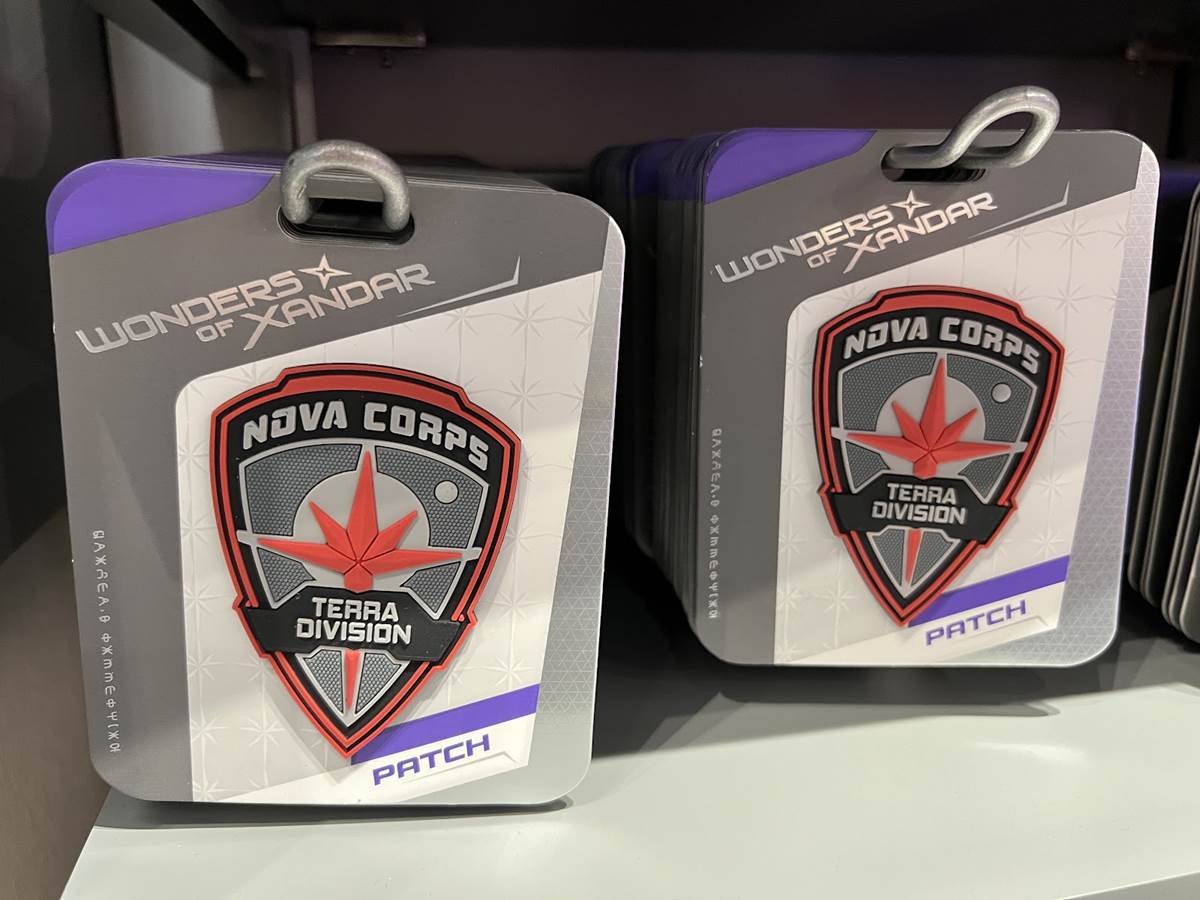 WONDERS
OF XANDAR
NOVA CORPS
TERRA
DIVISION
PATCH
WONDERS
OF XANDAR
NOVA CORPS
TERRA
DIVISION
PATCH